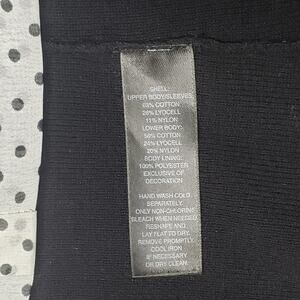 SHELL:
UPPER BODY/SLEEVES:
63% COTTON
26% LYOCELL
11% NYLON
LOWER BODY:
56% COTTON
24% LYOCELL
20% NYLON
BODY LINING:
100% POLYESTER
EXCLUSIVE OF
DECORATION
HAND WASH COLD
SEPARATELY.
ONLY NON-CHLORINE
BLEACH WHEN NEEDED
RESHAPE AND
LAY FLAT TO DRY.
REMOVE PROMPTLY.
COOL IRON
IF NECESSARY
OR DRY CLEAN.